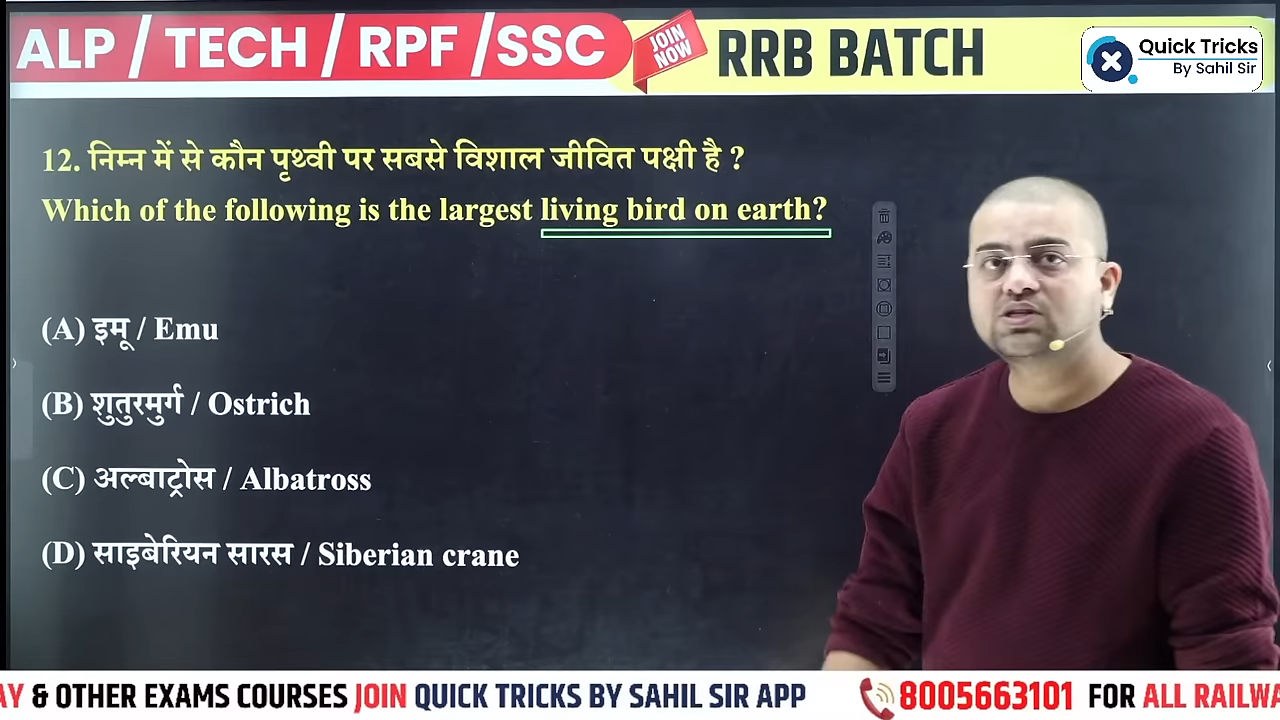 ALP / TECH / RPF / SSC
JOIN NOW
RRB BATCH
Quick Tricks
By Sahil Sir
12. निम्न में से कौन पृथ्वी पर सबसे विशाल जीवित पक्षी है ?
Which of the following is the largest living bird on earth?
(A) इमू / Emu
(B) शुतुरमुर्ग / Ostrich
(C) अल्बाट्रोस / Albatross
(D) साइबेरियन सारस / Siberian crane
AY & OTHER EXAMS COURSES JOIN QUICK TRICKS BY SAHIL SIR APP 8005663101 FOR ALL RAILWA